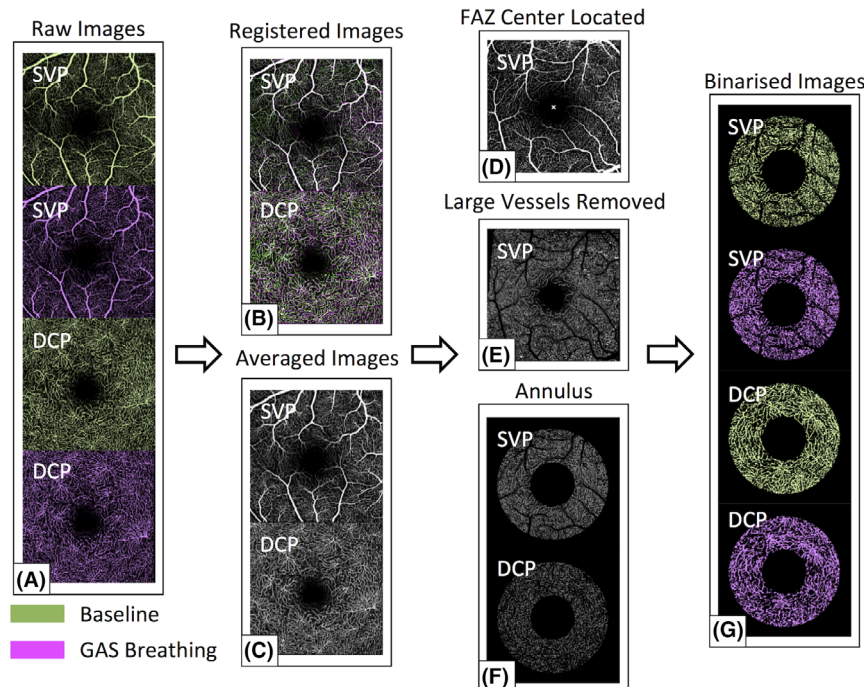 Raw Images
SVP
SVP
DCP
DCP
(A)
Baseline
GAS Breathing
Registered Images
SVP
DCP
(B)
Averaged Images
SVP
DCP
(C)
FAZ Center Located
SVP
(D)
Large Vessels Removed
SVP
(E)
Annulus
SVP
DCP
(F)
Binarised Images
SVP
SVP
DCP
DCP
(G)